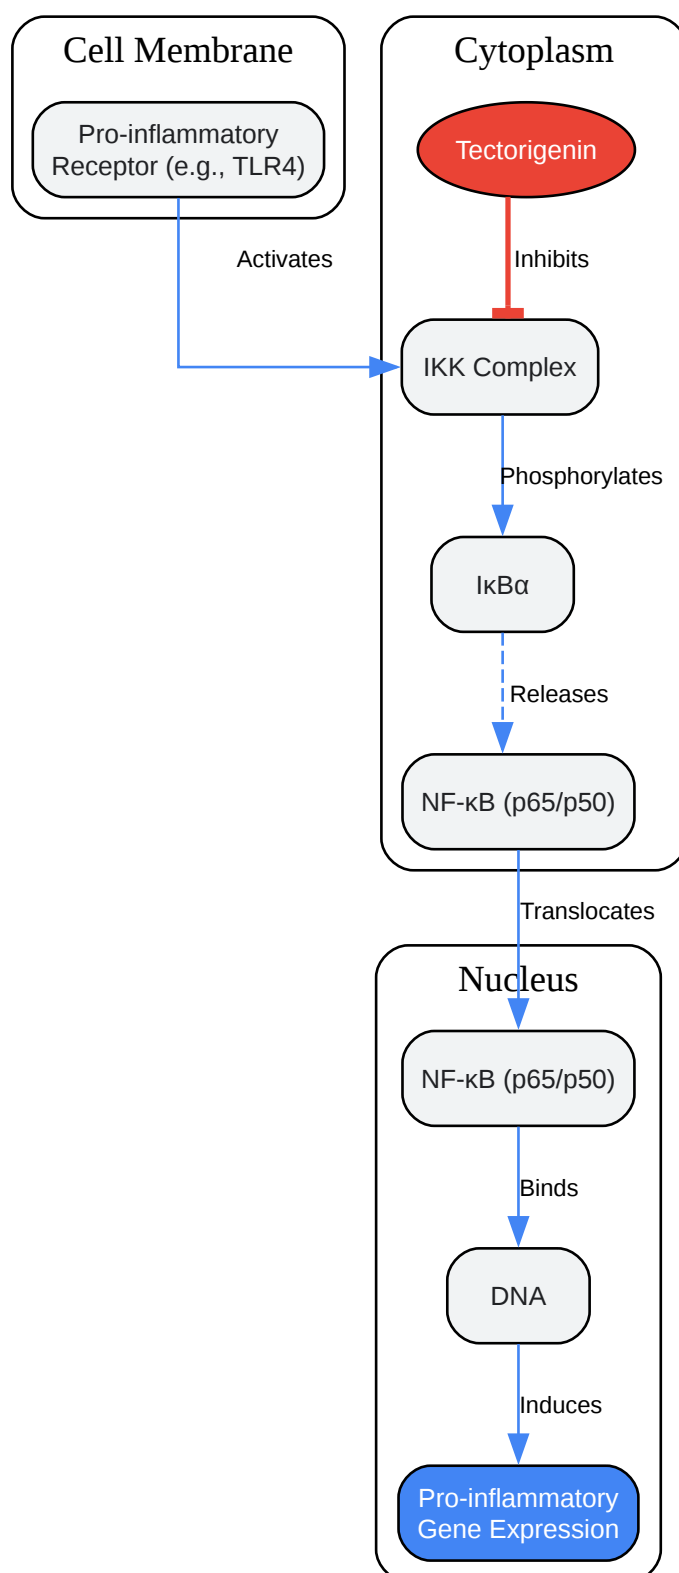 Cell Membrane
Pro-inflammatory
Receptor (e.g., TLR4)
Activates
Cytoplasm
Tectorigenin
Inhibits
IKK Complex
Phosphorylates
IκBα
Releases
NF-κB (p65/p50)
Translocates
Nucleus
NF-κB (p65/p50)
Binds
DNA
Induces
Pro-inflammatory
Gene Expression